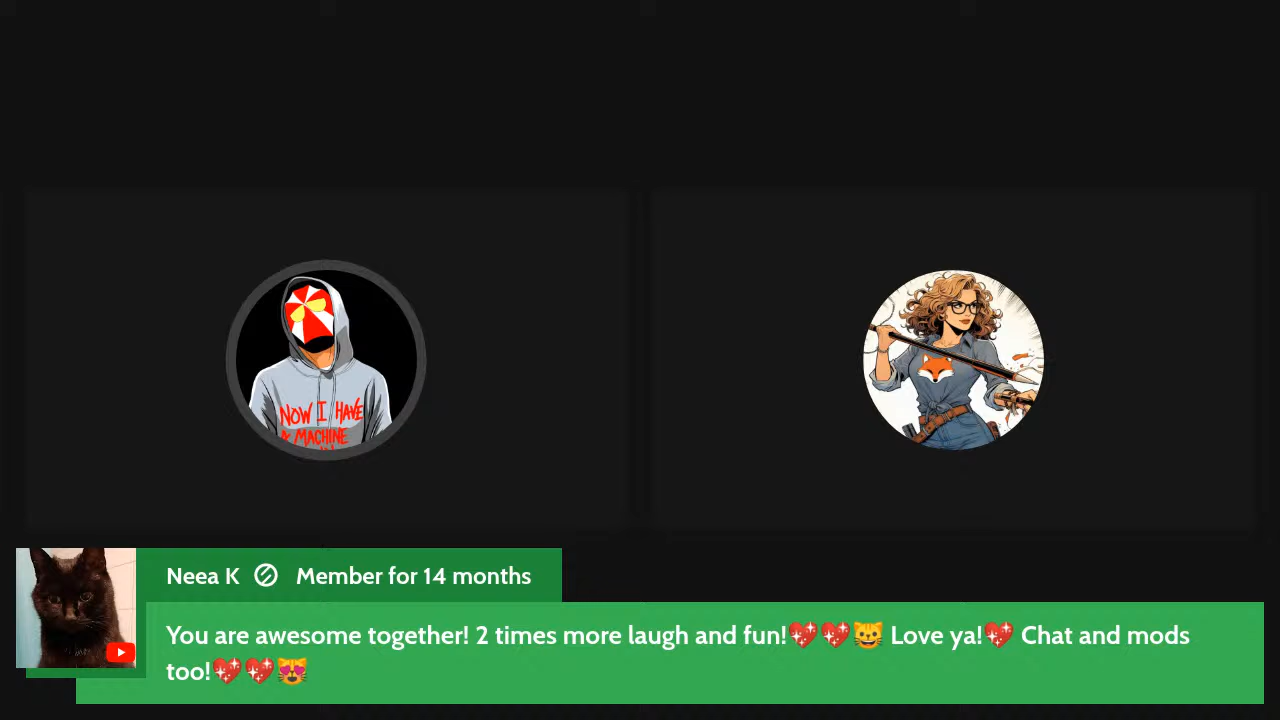 NOW I HAVE
A MACHINE
Neea K Member for 14 months
You are awesome together! 2 times more laugh and fun!💖💖😺 Love ya!💖 Chat and mods
too!💖💖😻